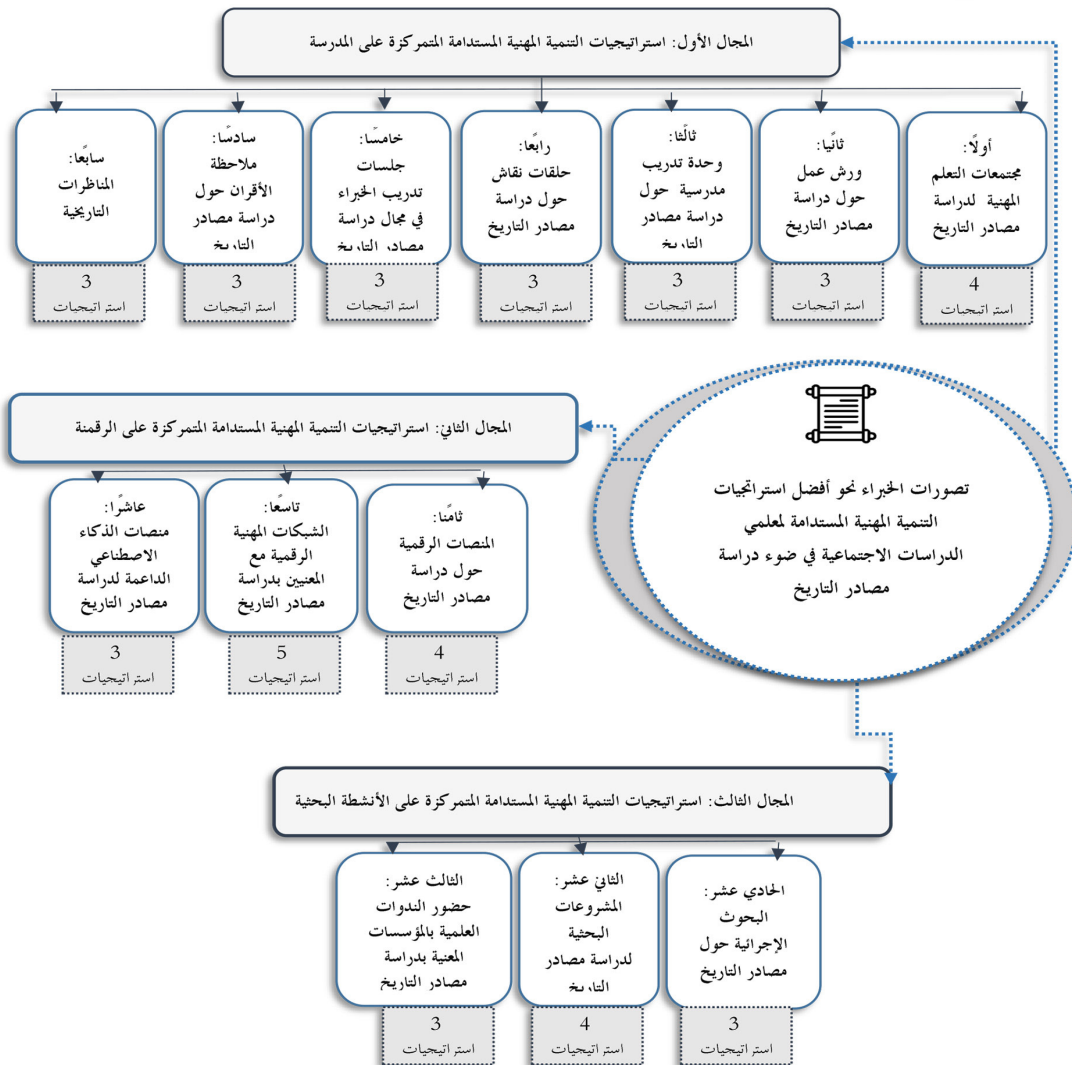 المجال الأول: استراتيجيات التنمية المهنية المستدامة المتمركزة على المدرسة
أولًا:
مجتمعات التعلم
المهنية لدراسة
مصادر التاريخ
4
استراتيجيات
ثانيًا:
ورش عمل
حول دراسة
مصادر التاريخ
3
استراتيجيات
ثالثًا:
وحدة تدريب
مدرسية حول
دراسة مصادر
التاريخ
3
استراتيجيات
رابعًا:
حلقات نقاش
حول دراسة
مصادر التاريخ
3
استراتيجيات
خامسًا:
جلسات
تدريب الخبراء
في مجال دراسة
مصادر التاريخ
3
استراتيجيات
سادسًا:
ملاحظة
الأقران حول
دراسة مصادر
التاريخ
3
استراتيجيات
سابعًا:
المناظرات
التاريخية
3
استراتيجيات
تصورات الخبراء نحو أفضل استراتجيات
التنمية المهنية المستدامة لمعلمي
الدراسات الاجتماعية في ضوء دراسة
مصادر التاريخ
المجال الثاني: استراتيجيات التنمية المهنية المستدامة المتمركزة على الرقمنة
ثامنًا:
المنصات الرقمية
حول دراسة
مصادر التاريخ
4
استراتيجيات
تاسعًا:
الشبكات المهنية
الرقمية مع
المعنيين بدراسة
مصادر التاريخ
5
استراتيجيات
عاشرًا:
منصات الذكاء
الاصطناعي
الداعمة لدراسة
مصادر التاريخ
3
استراتيجيات
المجال الثالث: استراتيجيات التنمية المهنية المستدامة المتمركزة على الأنشطة البحثية
الحادي عشر:
البحوث
الإجرائية حول
مصادر التاريخ
3
استراتيجيات
الثاني عشر:
المشروعات
البحثية
لدراسة مصادر
التاريخ
4
استراتيجيات
الثالث عشر:
حضور الندوات
العلمية بالمؤسسات
المعنية بدراسة
مصادر التاريخ
3
استراتيجيات